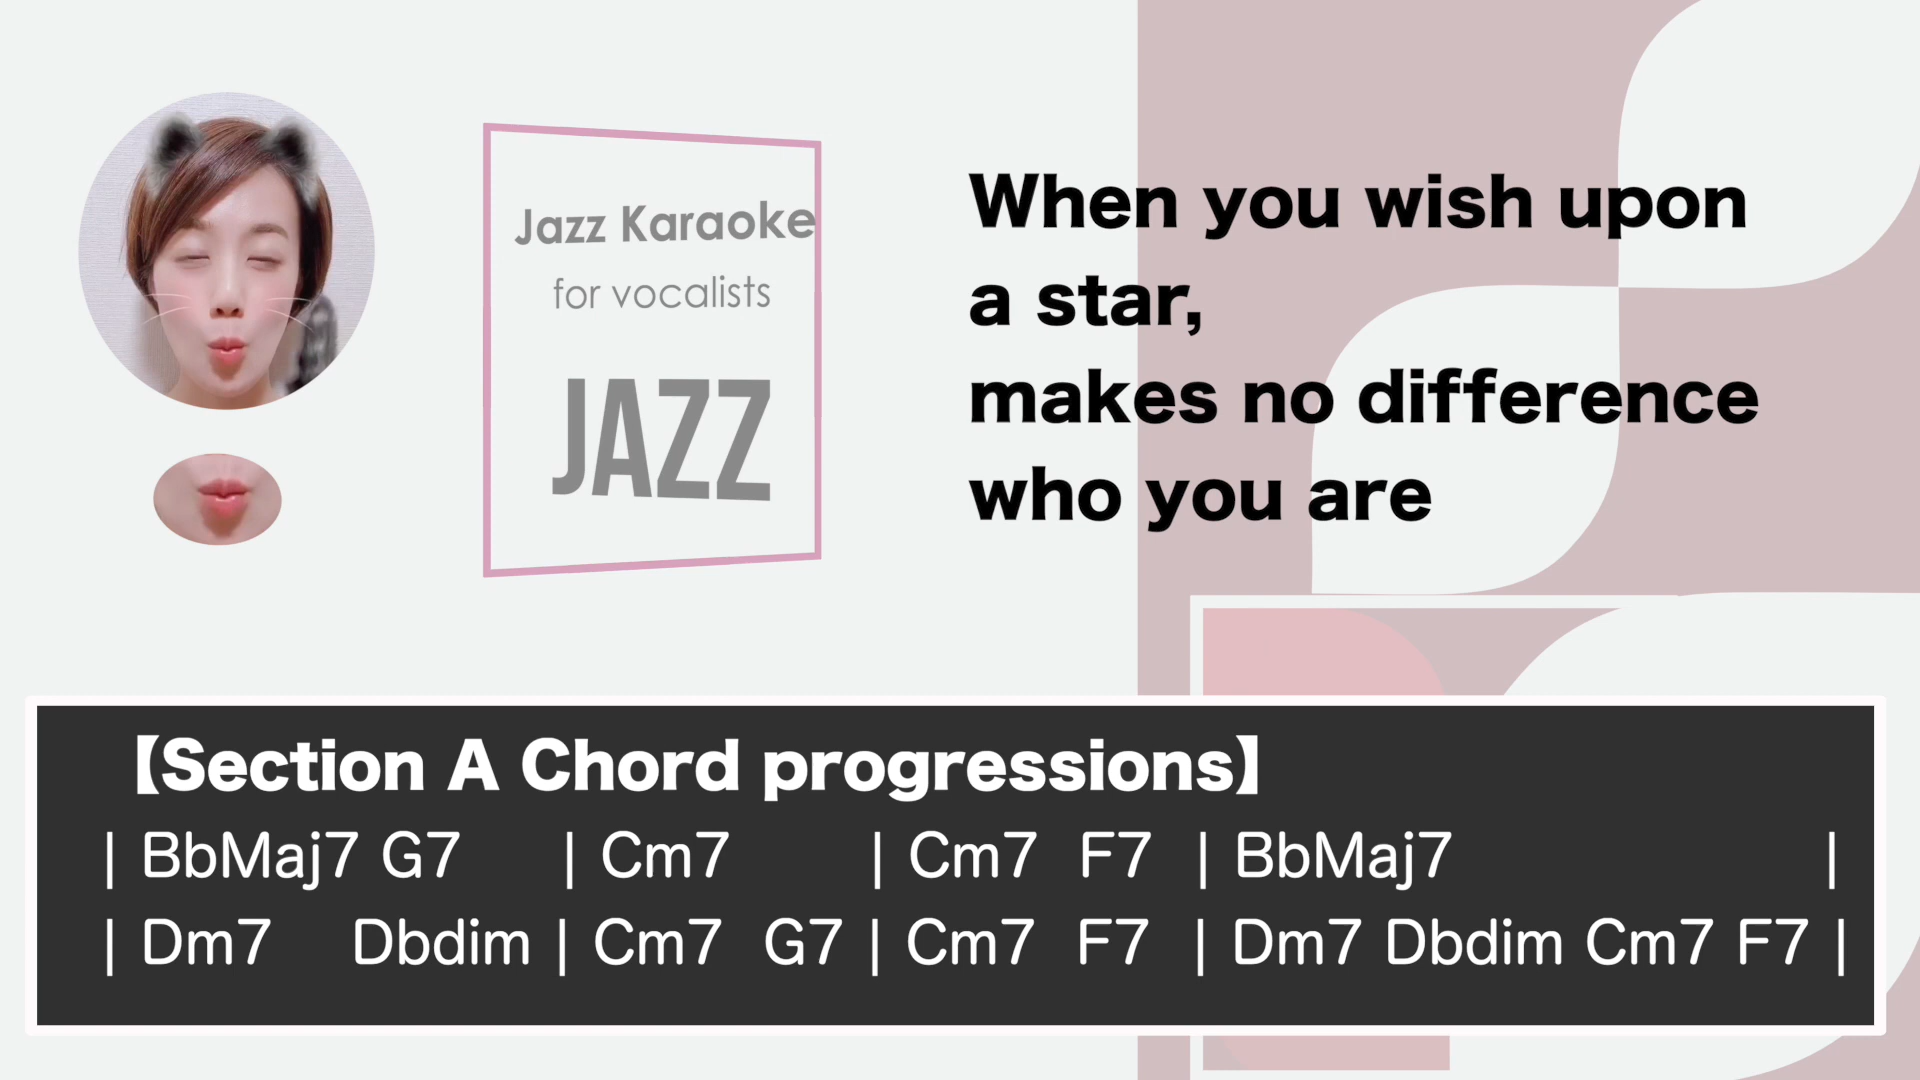 Jazz Karaoke
for vocalists
JAZZ
When you wish upon
a star,
makes no difference
who you are
【Section A Chord progressions】
| BbMaj7 G7 | Cm7 | Cm7 F7 | BbMaj7 |
| Dm7 Dbdim | Cm7 G7 | Cm7 F7 | Dm7 Dbdim Cm7 F7 |